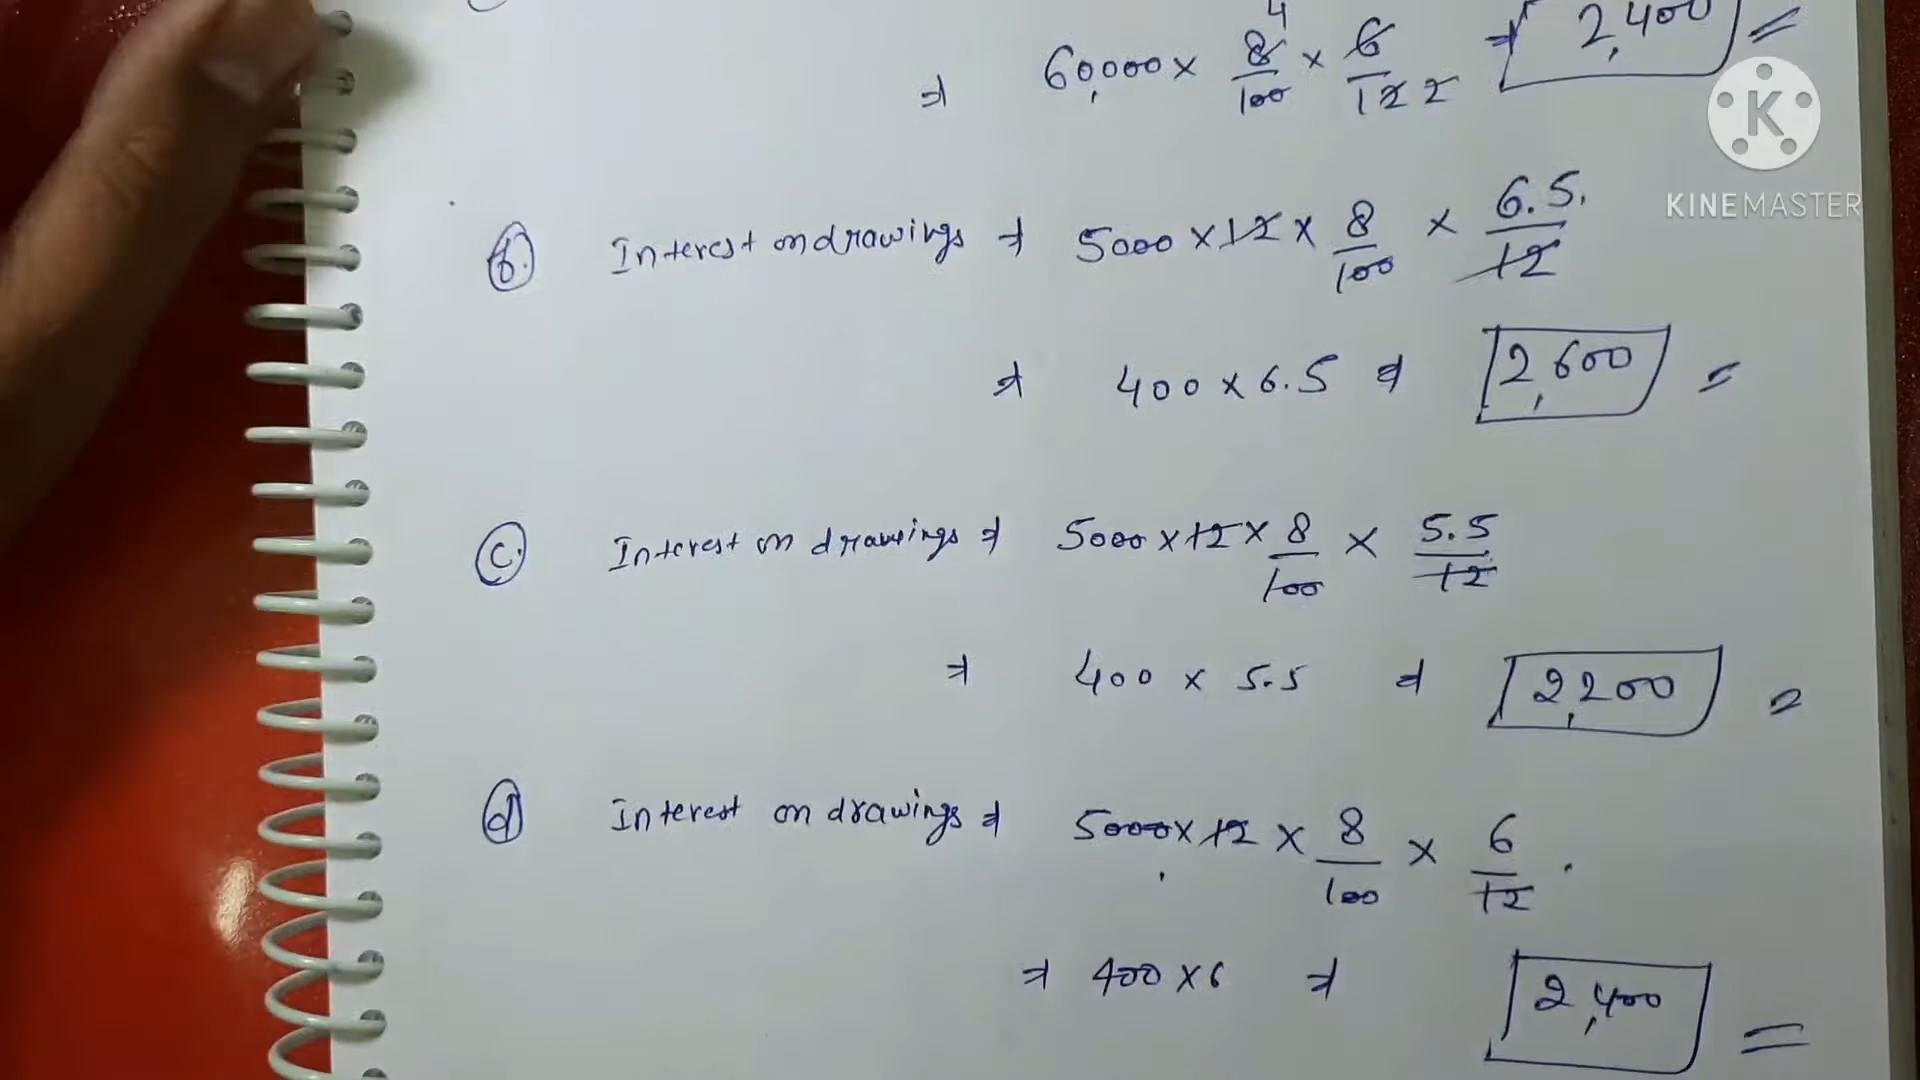 ⇒ 60,000 × 8/100 4 × 6/12 2 ⇒ 2,400 =
K
KINEMASTER
b. Interest on drawings ⇒ 5000 × 12 × 8/100 × 6.5/12
⇒ 400 × 6.5 ⇒ 2,600 =
c. Interest on drawings ⇒ 5000 × 12 × 8/100 × 5.5/12
⇒ 400 × 5.5 ⇒ 2,200 =
d Interest on drawings ⇒ 5000 × 12 × 8/100 × 6/12
⇒ 400 × 6 ⇒ 2,400 =